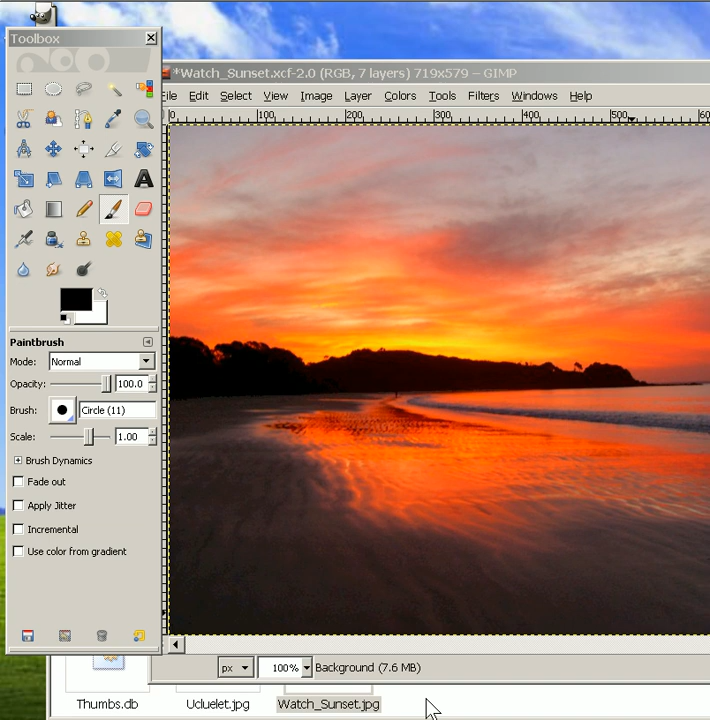 Toolbox
*Watch_Sunset.xcf-2.0 (RGB, 7 layers) 719x579 – GIMP
File Edit Select View Image Layer Colors Tools Filters Windows Help
0 100 200 300 400 500
Paintbrush
Mode: Normal
Opacity: 100.0
Brush: Circle (11)
Scale: 1.00
Brush Dynamics
Fade out
Apply Jitter
Incremental
Use color from gradient
px 100% Background (7.6 MB)
Thumbs.db Ucluelet.jpg Watch_Sunset.jpg